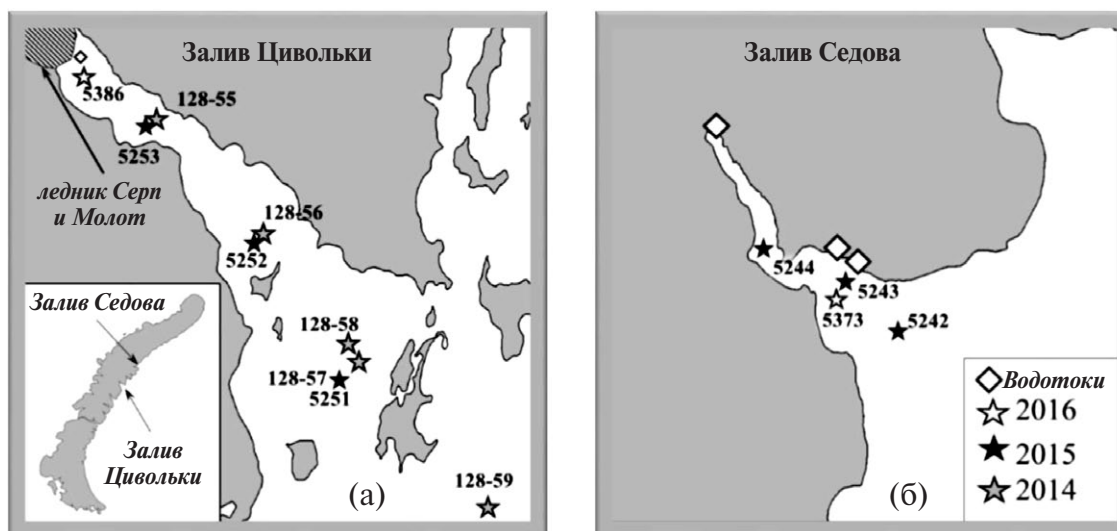 Залив Цивольки
5386
128-55
5253
ледник Серп
и Молот
128-56
5252
Залив Седова
128-58
128-57
5251
Залив
Цивольки
128-59
(а)
Залив Седова
5244
5243
5373
5242
Водотоки
2016
2015
2014
(б)